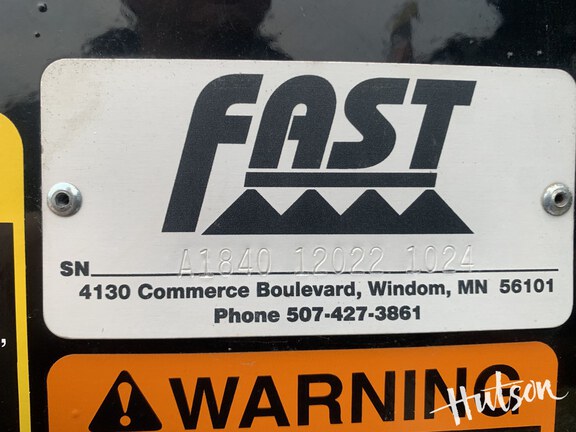 FAST
SN A1840 12022 1024
4130 Commerce Boulevard, Windom, MN 56101
Phone 507-427-3861
WARNING
Hutson